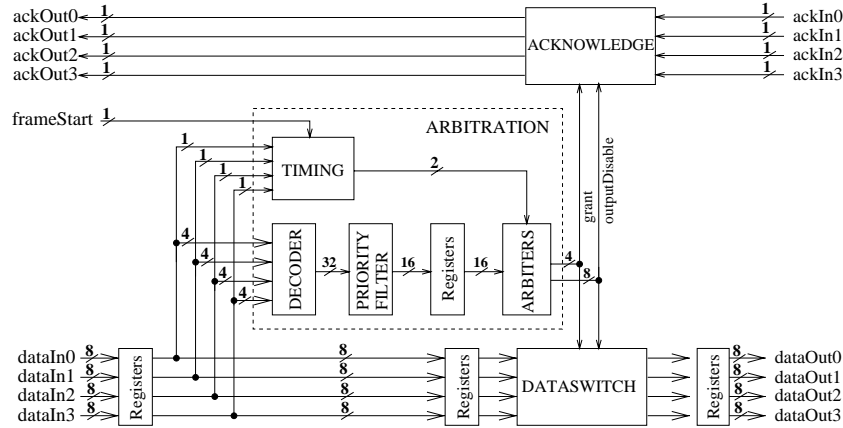 ackOut0 1 1 ackIn0
ackOut1 1 1 ackIn1
ackOut2 1 ACKNOWLEDGE 1 ackIn2
ackOut3 1 1 ackIn3
frameStart 1
ARBITRATION
1
1
1
1
TIMING
2
grant
outputDisable
4
4
4
4
DECODER
32
PRIORITY
FILTER
16
Registers
16
ARBITERS
4
8
dataIn0 8 8 8 dataOut0
dataIn1 8 8 8 dataOut1
dataIn2 8 8 8 dataOut2
dataIn3 8 8 8 dataOut3
Registers
Registers
DATASWITCH
Registers